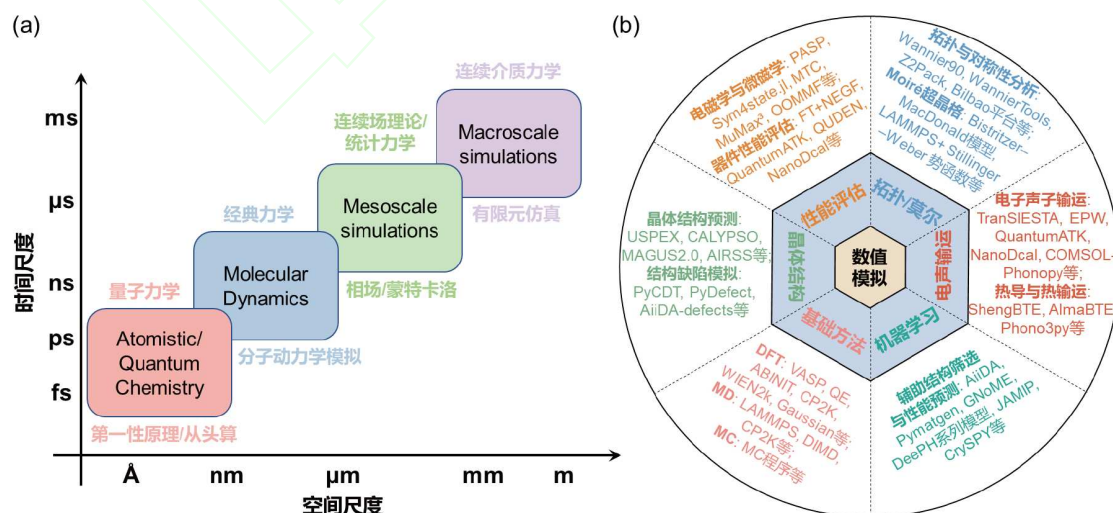 (a)
ms
μs
ns
ps
fs
时间尺度
Å
nm
μm
mm
m
空间尺度
量子力学
Atomistic/
Quantum
Chemistry
第一性原理/从头算
经典力学
Molecular
Dynamics
分子动力学模拟
连续场理论/
统计力学
Mesoscale
simulations
相场/蒙特卡洛
连续介质力学
Macroscale
simulations
有限元仿真
(b)
数值
模拟
性能评估
拓扑/莫尔
电声输运
机器学习
基础方法
晶体结构
电磁学与微磁学: PASP,
Sym4state.jl, MTC,
MuMax³, OOMMF等;
器件性能评估: FT+NEGF,
QuantumATK, QUDEN,
NanoDcal等
拓扑与对称性分析:
Wannier90, WannierTools,
Z2Pack, Bilbao平台等;
Moiré超晶格: Bistritzer–
MacDonald模型,
LAMMPS+ Stillinger
–Weber 势函数等
电子声子输运:
TranSIESTA, EPW,
QuantumATK,
NanoDcal, COMSOL-
Phonopy等;
热导与热输运:
ShengBTE, AlmaBTE,
Phono3py等
辅助结构筛选
与性能预测: AiiDA,
Pymatgen, GNoME,
DeePH系列模型, JAMIP,
CrySPY等
DFT: VASP, QE,
ABINIT, CP2K,
WIEN2k, Gaussian等;
MD: LAMMPS, DIMD,
CP2K等;
MC: MC程序等
晶体结构预测:
USPEX, CALYPSO,
MAGUS2.0, AIRSS等;
结构缺陷模拟:
PyCDT, PyDefect,
AiiDA-defects等